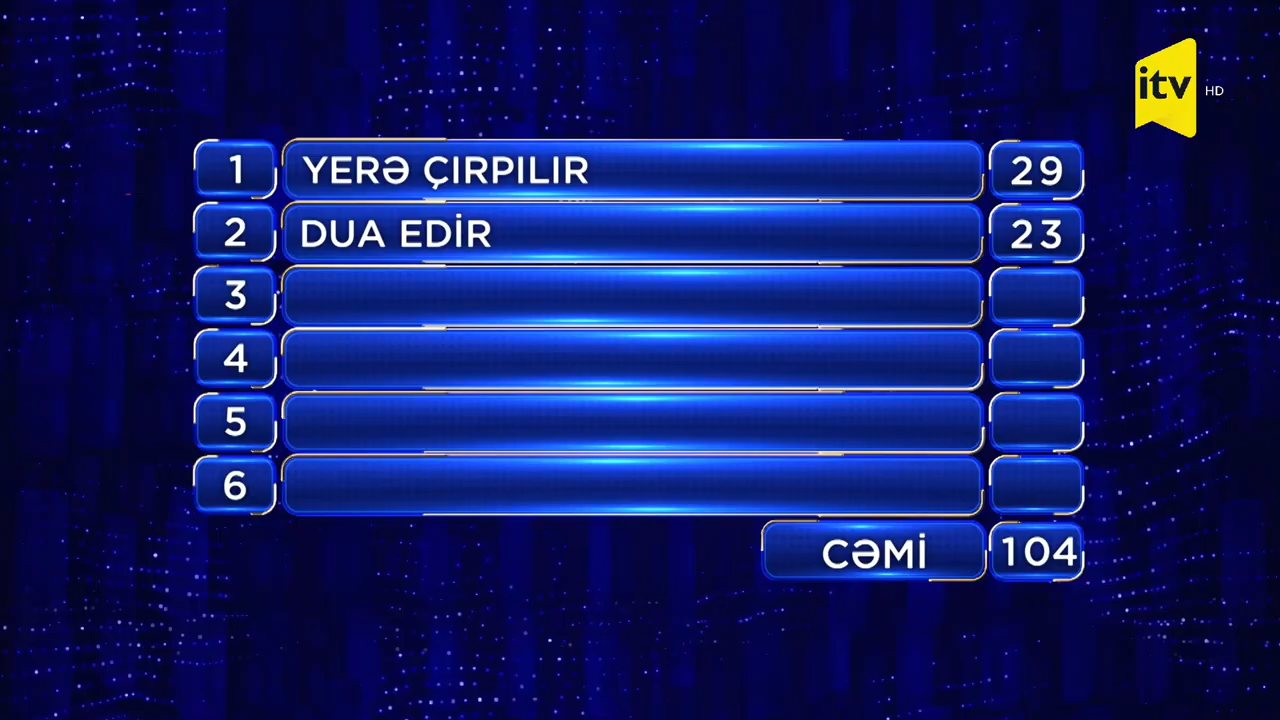 itv HD
1 YERƏ ÇIRPILIR 29
2 DUA EDİR 23
3
4
5
6
CƏMİ 104